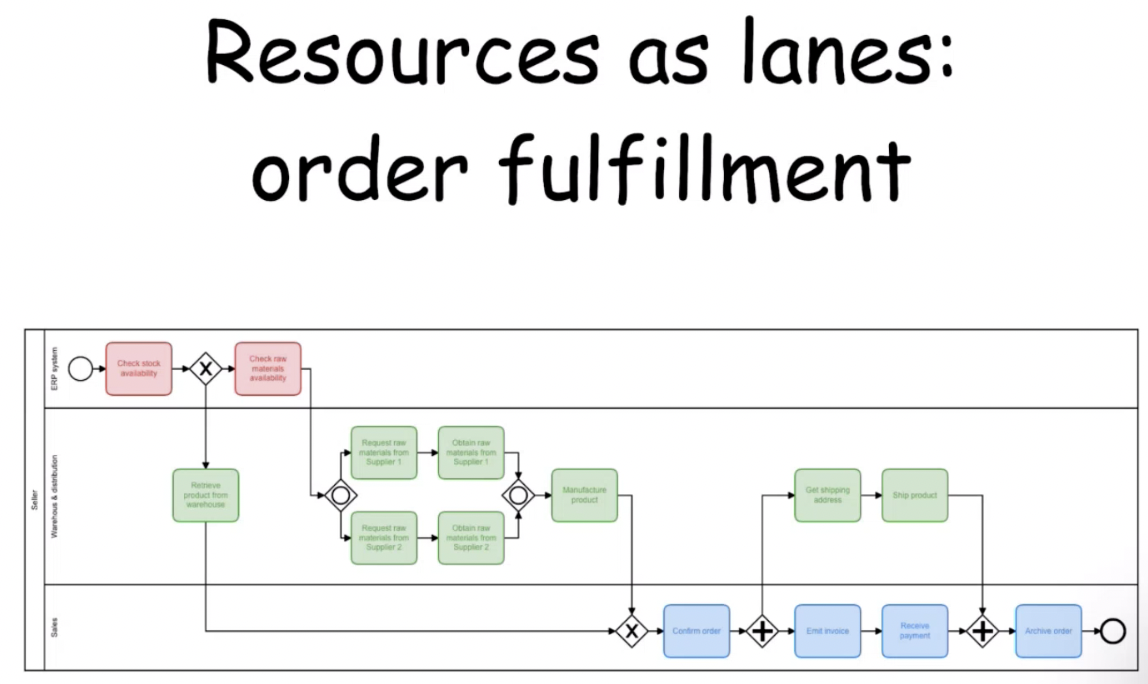 Resources as lanes:
order fulfillment
Seller
ERP system
Check stock
availability
X
Check raw
materials
availability
Warehous & distribution
Retrieve
product from
warehouse
Request raw
materials from
Supplier 1
Obtain raw
materials from
Supplier 1
Request raw
materials from
Supplier 2
Obtain raw
materials from
Supplier 2
Manufacture
product
Get shipping
address
Ship product
Sales
X
Confirm order
Emit invoice
Receive
payment
Archive order